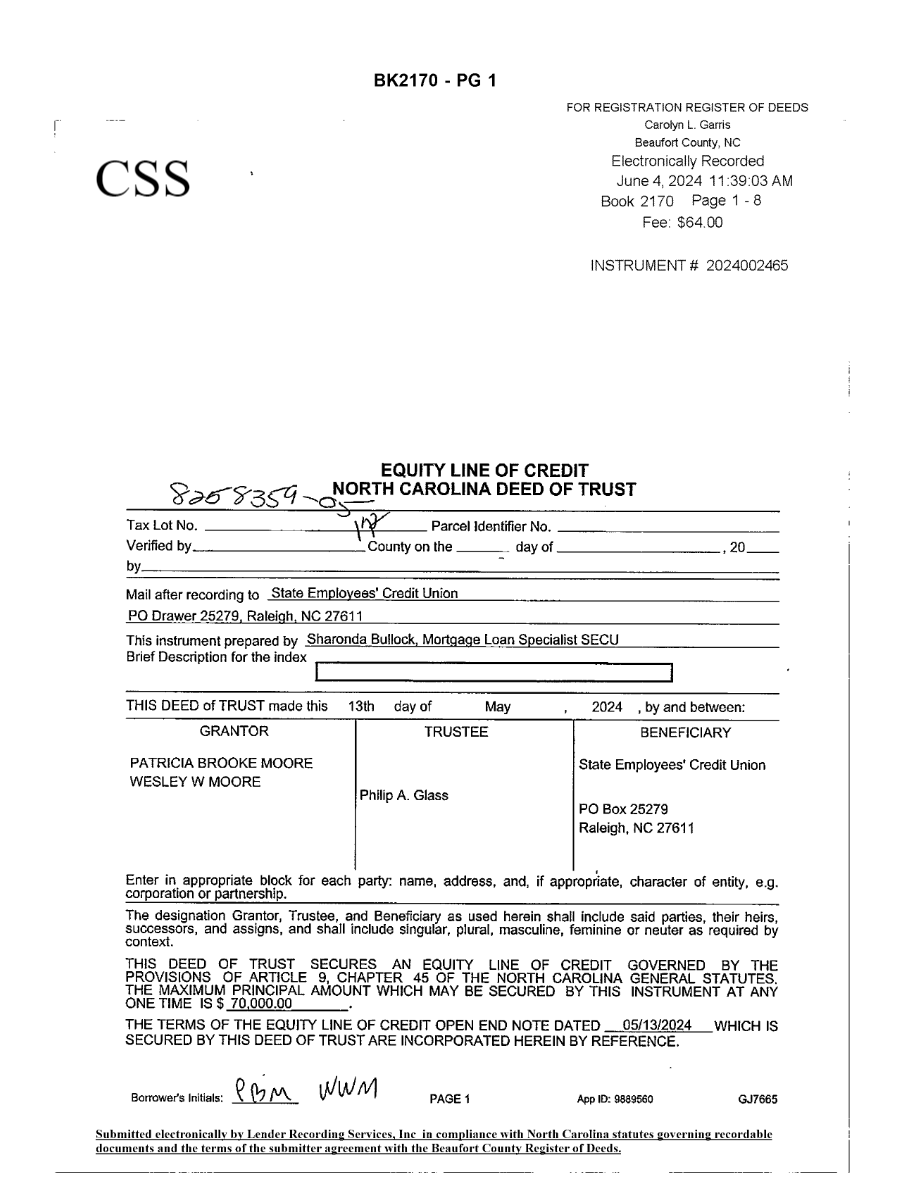 BK2170 - PG 1
FOR REGISTRATION REGISTER OF DEEDS
Carolyn L. Garris
Beaufort County, NC
Electronically Recorded
June 4, 2024 11:39:03 AM
Book 2170 Page 1 - 8
Fee: $64.00
INSTRUMENT # 2024002465
CSS
EQUITY LINE OF CREDIT
8258359-05 NORTH CAROLINA DEED OF TRUST
Tax Lot No. Parcel Identifier No.
Verified by County on the day of , 20
by
Mail after recording to State Employees' Credit Union
PO Drawer 25279, Raleigh, NC 27611
This instrument prepared by Sharonda Bullock, Mortgage Loan Specialist SECU
Brief Description for the index
THIS DEED of TRUST made this 13th day of May , 2024 , by and between:
GRANTOR TRUSTEE BENEFICIARY
PATRICIA BROOKE MOORE
WESLEY W MOORE
Philip A. Glass
State Employees' Credit Union
PO Box 25279
Raleigh, NC 27611
Enter in appropriate block for each party: name, address, and, if appropriate, character of entity, e.g.
corporation or partnership.
The designation Grantor, Trustee, and Beneficiary as used herein shall include said parties, their heirs,
successors, and assigns, and shall include singular, plural, masculine, feminine or neuter as required by
context.
THIS DEED OF TRUST SECURES AN EQUITY LINE OF CREDIT GOVERNED BY THE
PROVISIONS OF ARTICLE 9, CHAPTER 45 OF THE NORTH CAROLINA GENERAL STATUTES.
THE MAXIMUM PRINCIPAL AMOUNT WHICH MAY BE SECURED BY THIS INSTRUMENT AT ANY
ONE TIME IS $ 70,000.00 .
THE TERMS OF THE EQUITY LINE OF CREDIT OPEN END NOTE DATED 05/13/2024 WHICH IS
SECURED BY THIS DEED OF TRUST ARE INCORPORATED HEREIN BY REFERENCE.
Borrower's Initials: PBM WWM PAGE 1 App ID: 9889560 GJ7665
Submitted electronically by Lender Recording Services, Inc in compliance with North Carolina statutes governing recordable
documents and the terms of the submitter agreement with the Beaufort County Register of Deeds.